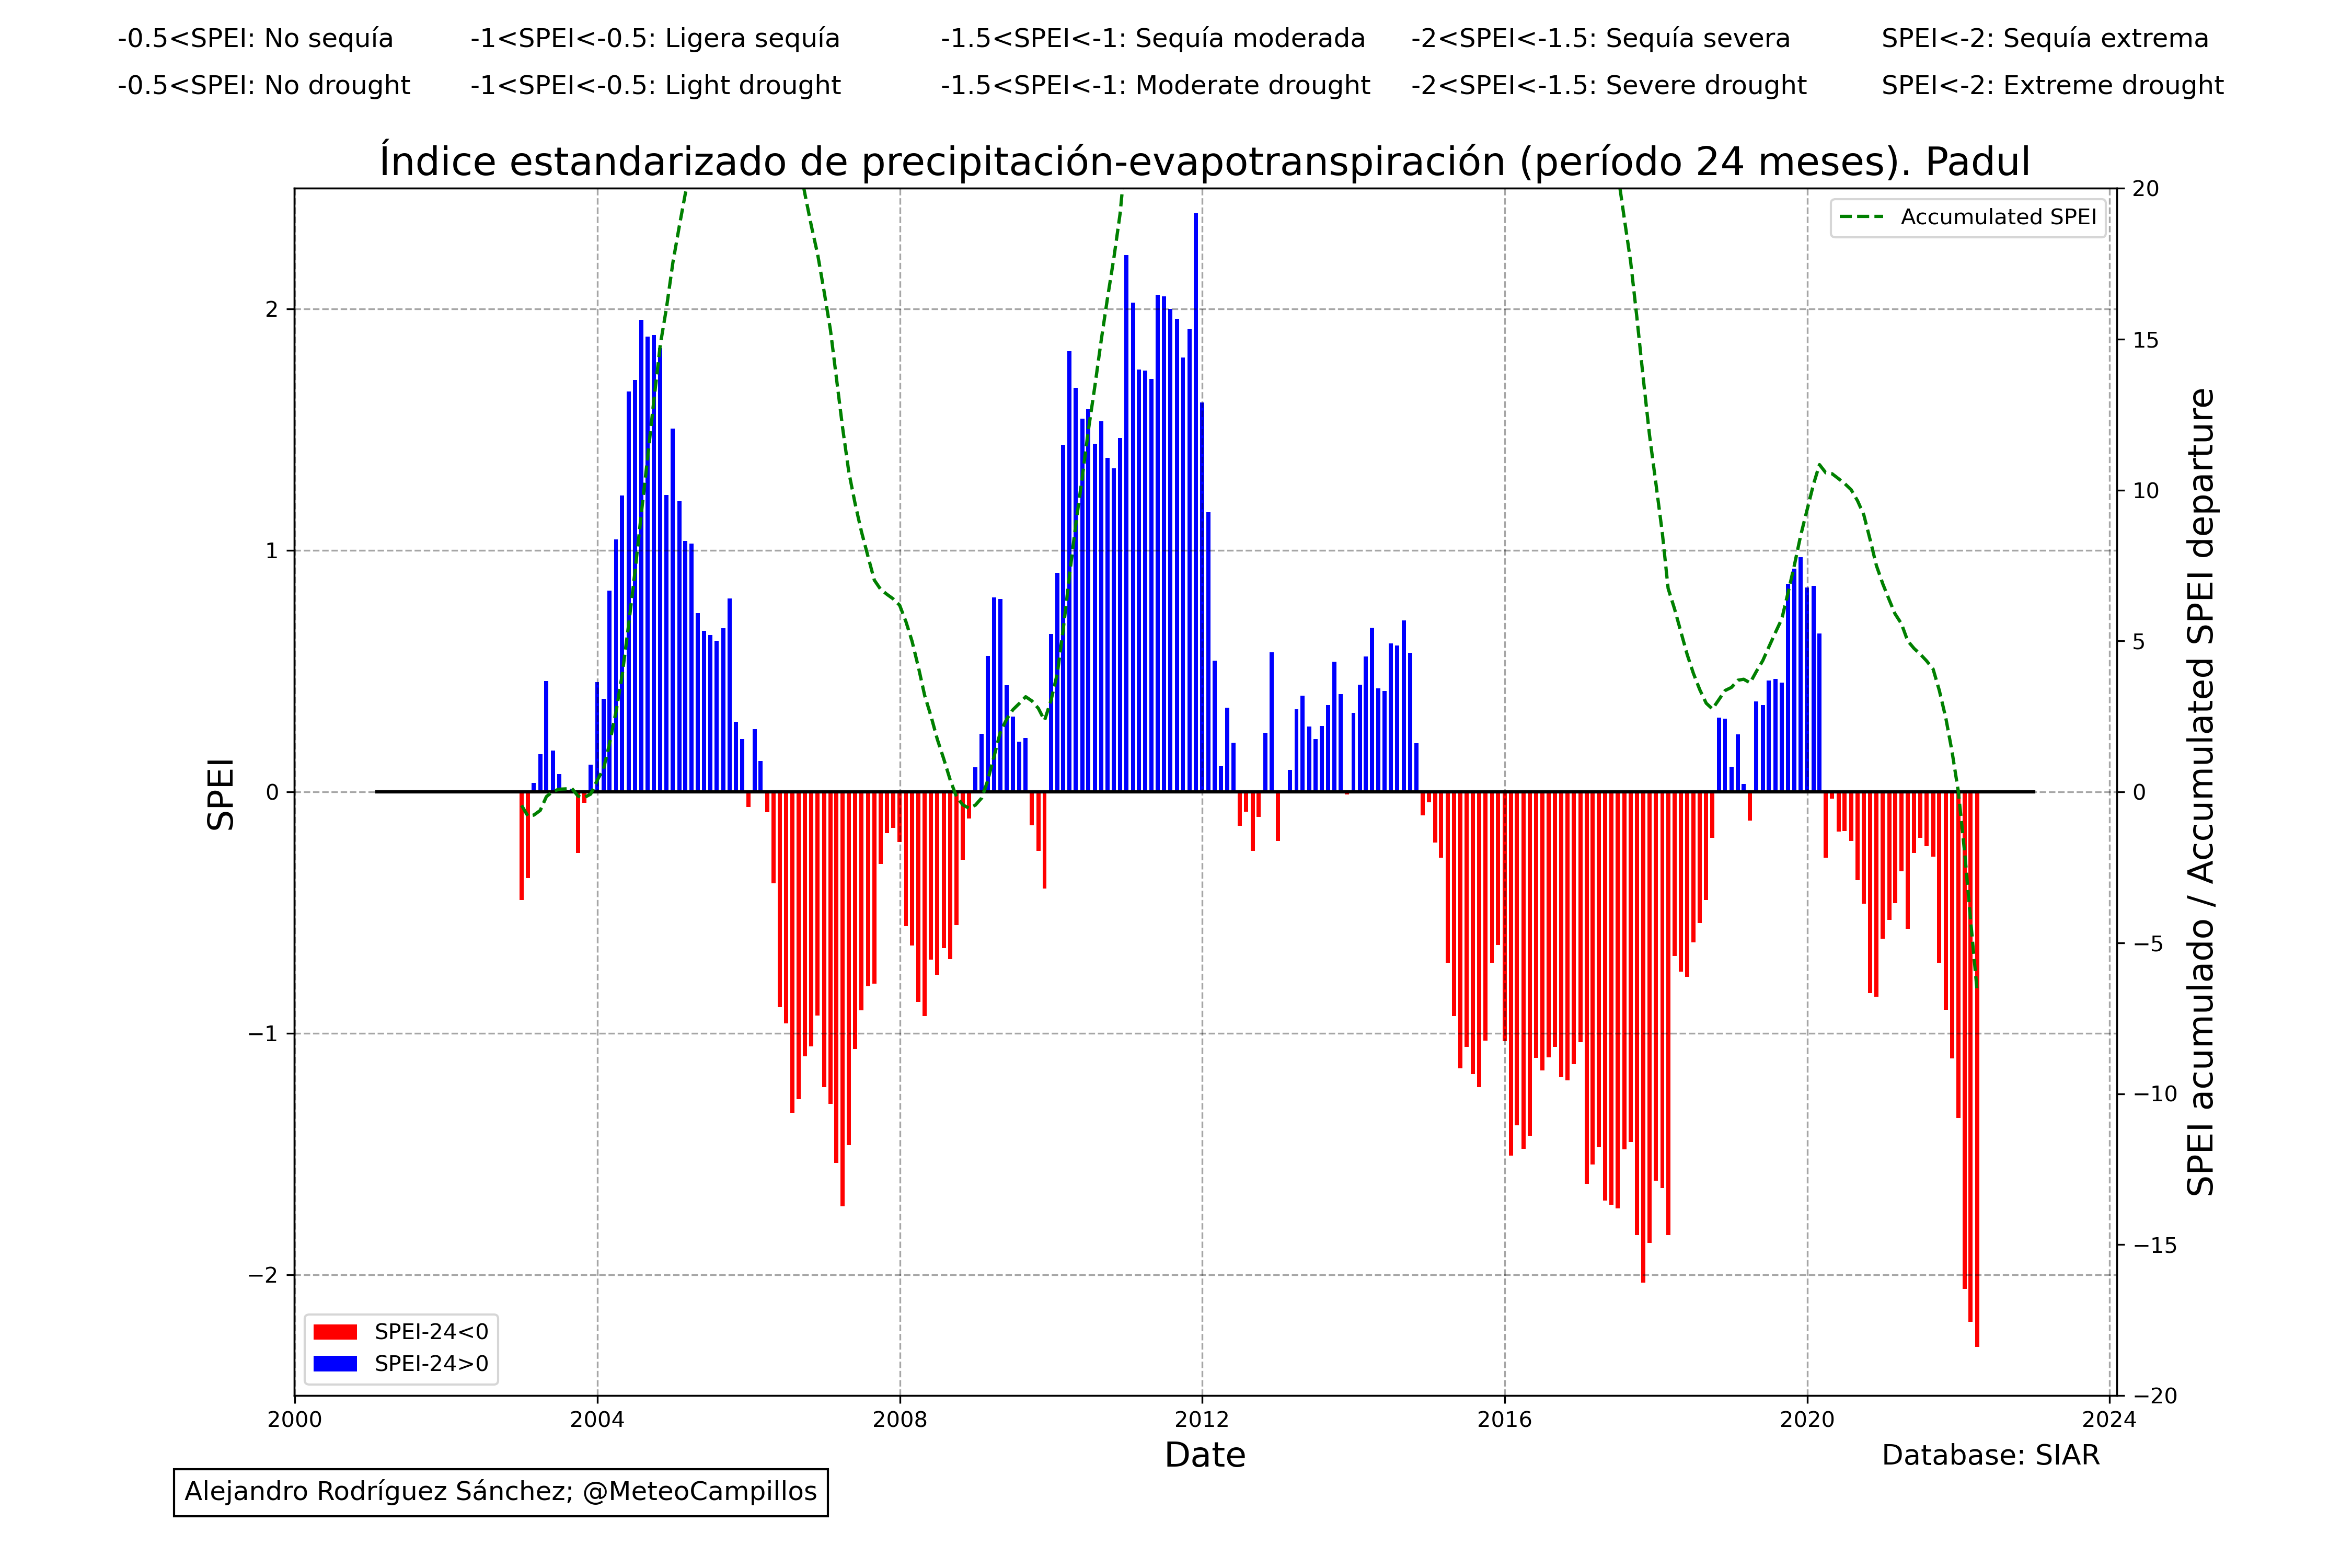 -0.5<SPEI: No sequía -1<SPEI<-0.5: Ligera sequía -1.5<SPEI<-1: Sequía moderada -2<SPEI<-1.5: Sequía severa SPEI<-2: Sequía extrema
-0.5<SPEI: No drought -1<SPEI<-0.5: Light drought -1.5<SPEI<-1: Moderate drought -2<SPEI<-1.5: Severe drought SPEI<-2: Extreme drought
Índice estandarizado de precipitación-evapotranspiración (período 24 meses). Padul
Accumulated SPEI
SPEI
2
1
0
−1
−2
20
15
10
5
0
−5
−10
−15
−20
SPEI acumulado / Accumulated SPEI departure
SPEI-24<0
SPEI-24>0
2000 2004 2008 2012 2016 2020 2024
Date
Database: SIAR
Alejandro Rodríguez Sánchez; @MeteoCampillos